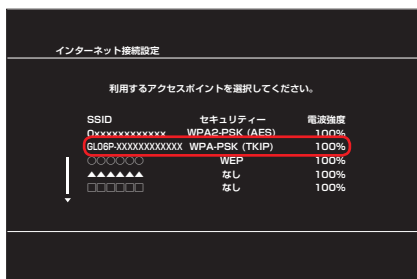 インターネット接続設定
利用するアクセスポイントを選択してください。
SSID セキュリティー 電波強度
0xxxxxxxxxxxx WPA2-PSK (AES) 100%
GL06P-XXXXXXXXXXXX WPA-PSK (TKIP) 100%
○○○○○○ WEP 100%
▲▲▲▲▲▲ なし 100%
□□□□□□ なし 100%